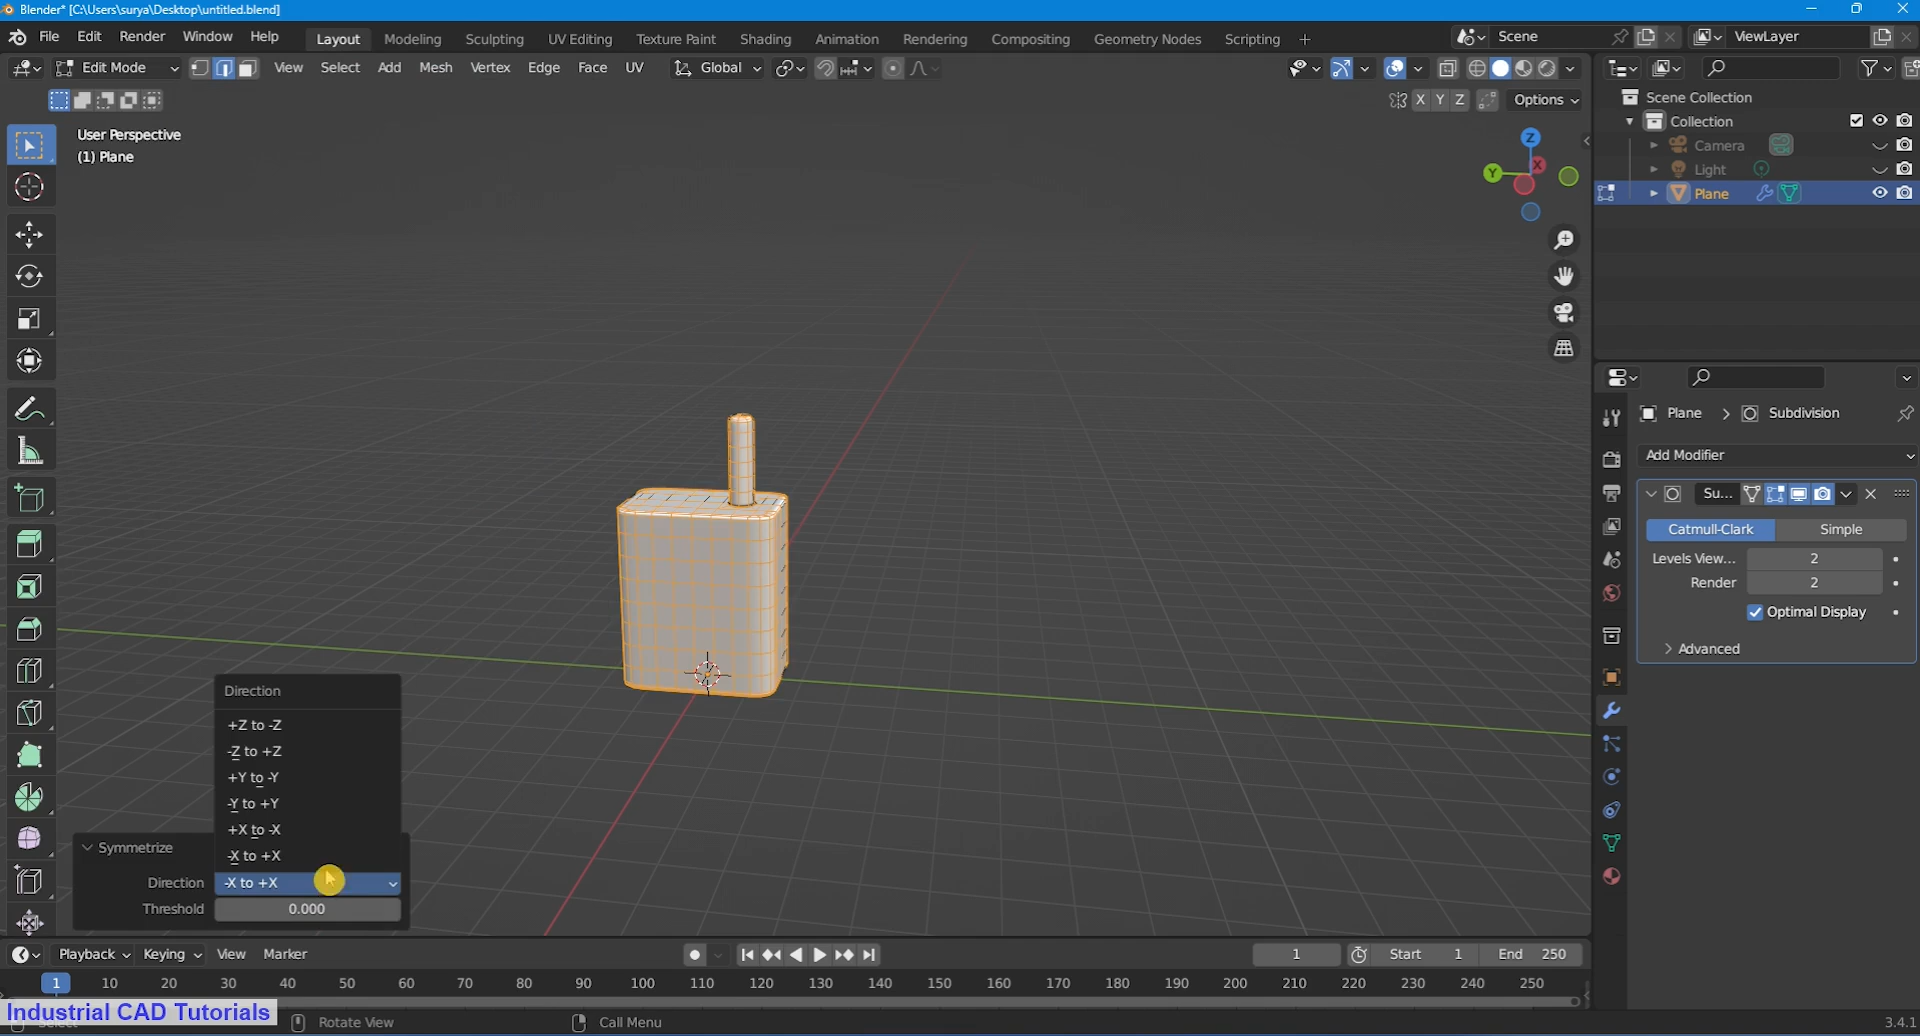 Blender* [C:\Users\surya\Desktop\untitled.blend]
File Edit Render Window Help Layout Modeling Sculpting UV Editing Texture Paint Shading Animation Rendering Compositing Geometry Nodes Scripting + Scene ViewLayer
Edit Mode View Select Add Mesh Vertex Edge Face UV Global
X Y Z Options
User Perspective
(1) Plane
Z
X
Y
Scene Collection
Collection
Camera
Light
Plane
Plane > Subdivision
Add Modifier
Su...
Catmull-Clark Simple
Levels View... 2
Render 2
Optimal Display
Advanced
Direction
+Z to -Z
-Z to +Z
+Y to -Y
-Y to +Y
+X to -X
-X to +X
Symmetrize
Direction -X to +X
Threshold 0.000
Playback Keying View Marker 1 Start 1 End 250
1 10 20 30 40 50 60 70 80 90 100 110 120 130 140 150 160 170 180 190 200 210 220 230 240 250
Industrial CAD Tutorials
Select Rotate View Call Menu 3.4.1